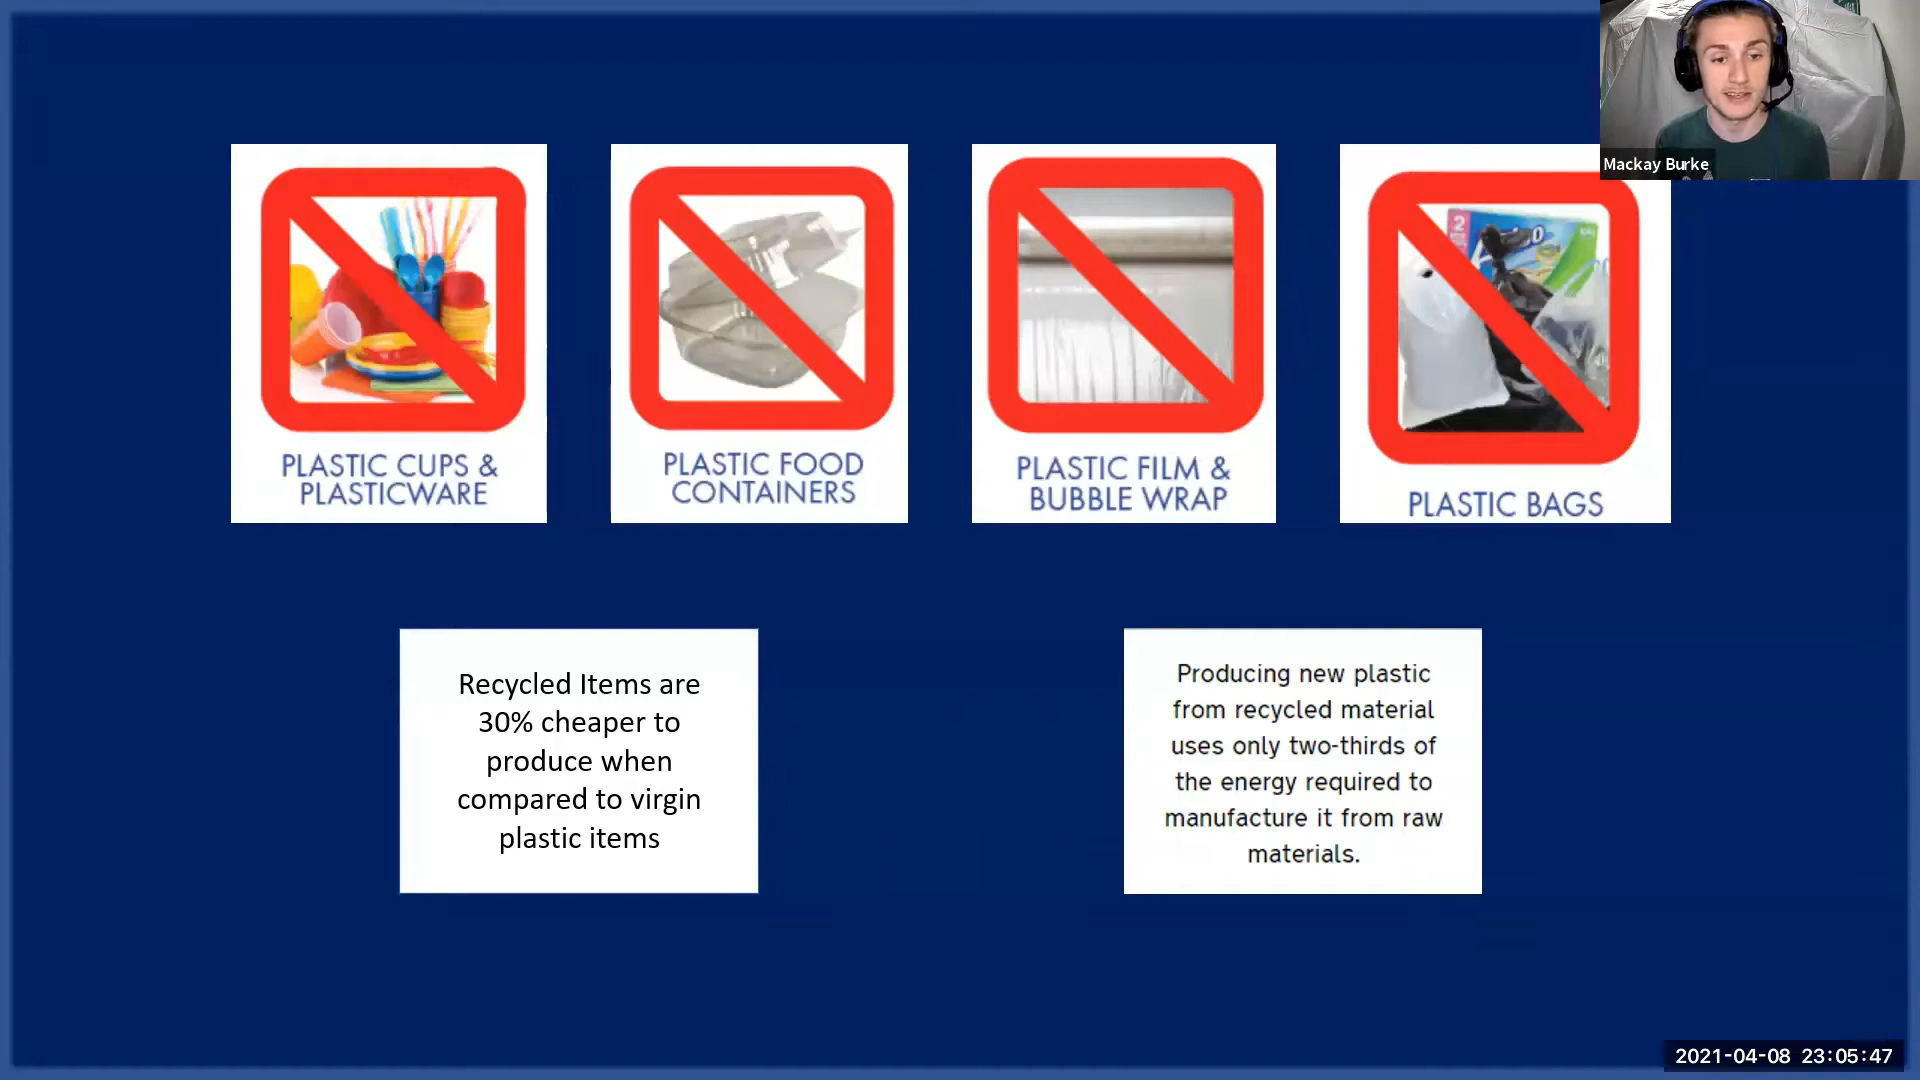 Mackay Burke
2
PLASTIC CUPS &
PLASTICWARE
PLASTIC FOOD
CONTAINERS
PLASTIC FILM &
BUBBLE WRAP
PLASTIC BAGS
Recycled Items are
30% cheaper to
produce when
compared to virgin
plastic items
Producing new plastic
from recycled material
uses only two-thirds of
the energy required to
manufacture it from raw
materials.
2021-04-08 23:05:47